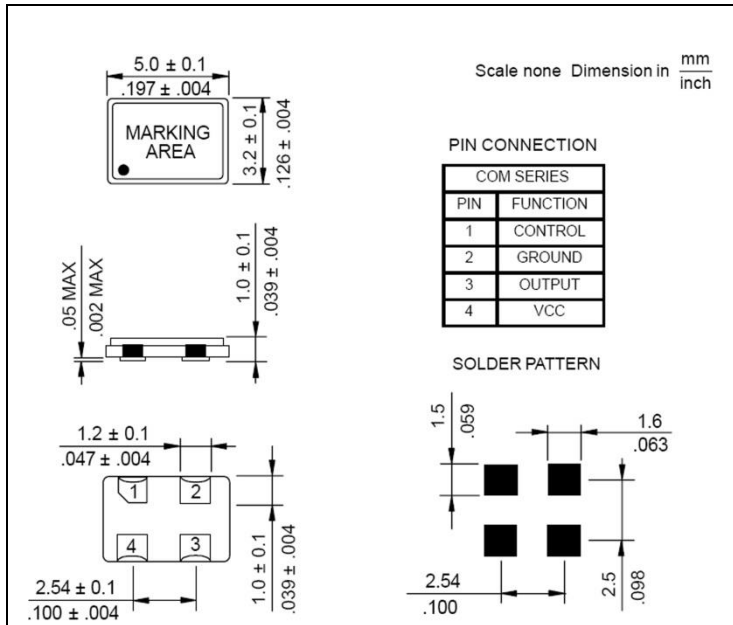 5.0 ± 0.1
.197 ± .004
MARKING
AREA
3.2 ± 0.1
.126 ± .004
Scale none Dimension in mm
inch
PIN CONNECTION
COM SERIES
PIN FUNCTION
1 CONTROL
2 GROUND
3 OUTPUT
4 VCC
.05 MAX
.002 MAX
1.0 ± 0.1
.039 ± .004
SOLDER PATTERN
1.2 ± 0.1
.047 ± .004
1 2
4 3
1.0 ± 0.1
.039 ± .004
2.54 ± 0.1
.100 ± .004
1.5
.059
1.6
.063
2.54
.100
2.5
.098